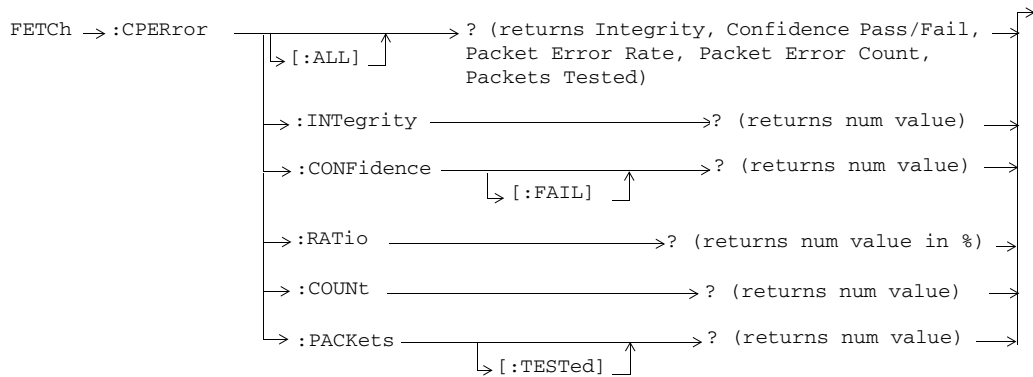 FETCh :CPERror ? (returns Integrity, Confidence Pass/Fail,
[:ALL] Packet Error Rate, Packet Error Count,
Packets Tested)
:INTegrity ? (returns num value)
:CONFidence ? (returns num value)
[:FAIL]
:RATio ? (returns num value in %)
:COUNt ? (returns num value)
:PACKets ? (returns num value)
[:TESTed]